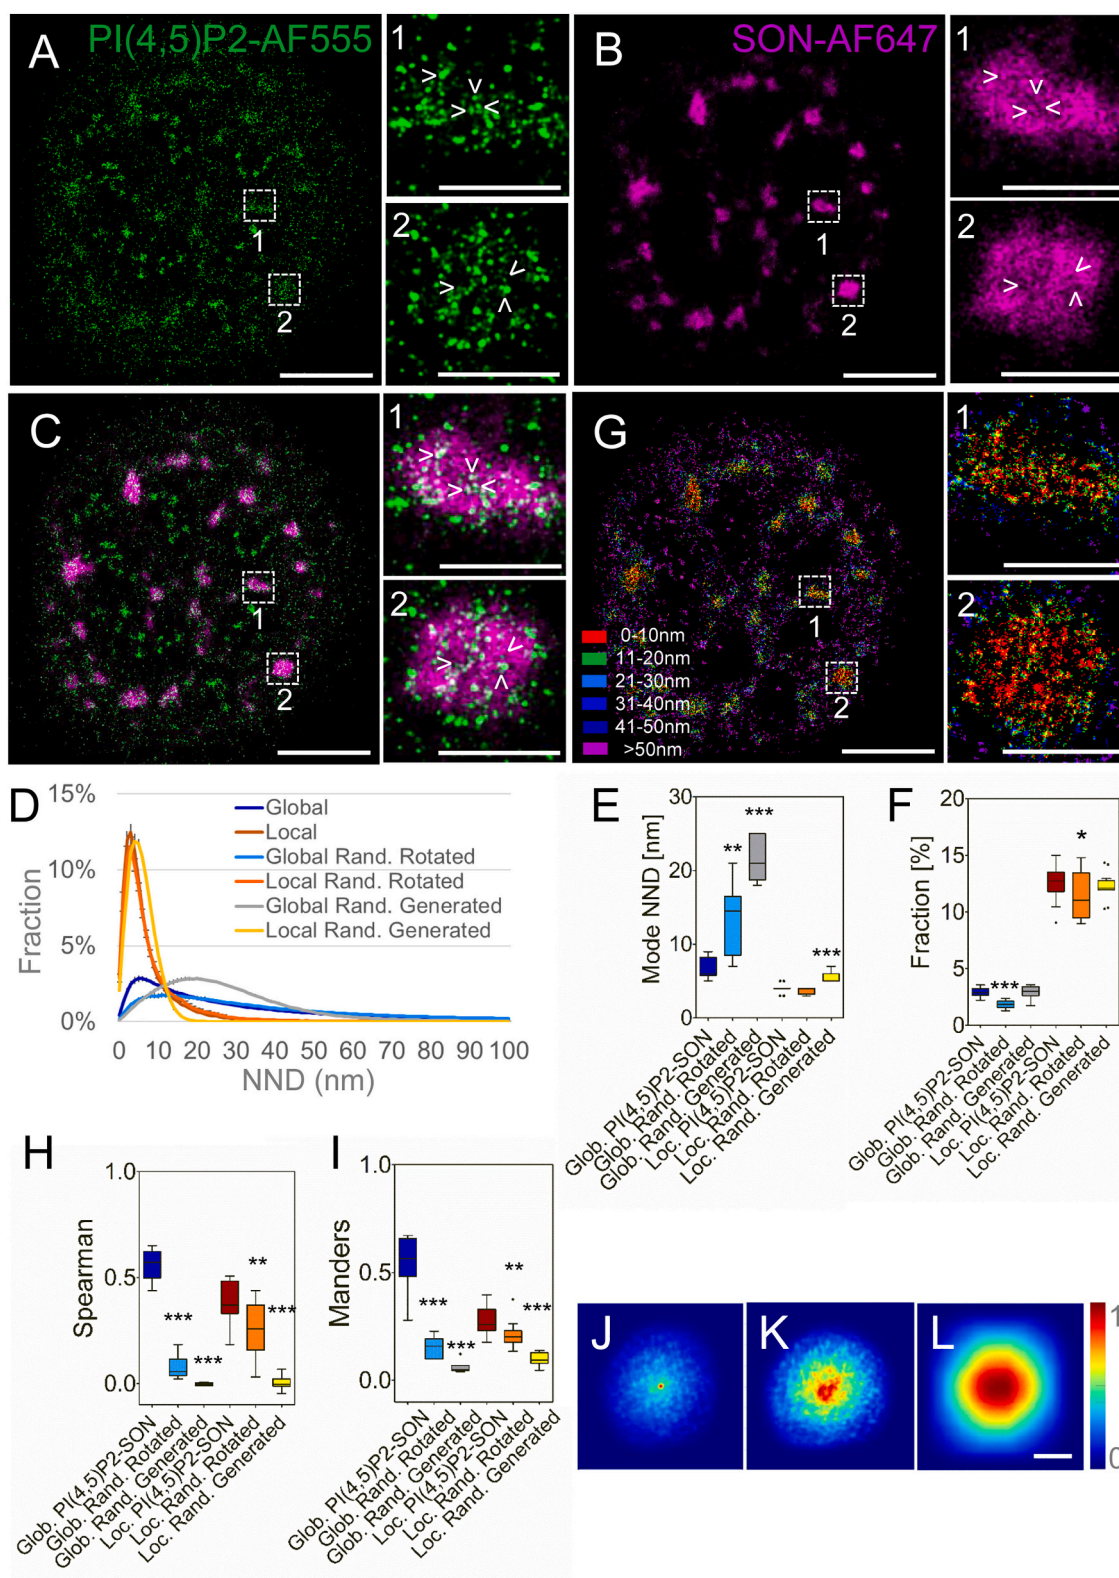 A
PI(4,5)P2-AF555
1
2
1
2
B
SON-AF647
1
2
1
2
C
1
2
1
2
G
1
2
0-10nm
11-20nm
21-30nm
31-40nm
41-50nm
>50nm
1
2
D
15%
10%
5%
0%
Fraction
Global
Local
Global Rand. Rotated
Local Rand. Rotated
Global Rand. Generated
Local Rand. Generated
0 10 20 30 40 50 60 70 80 90 100
NND (nm)
E
Mode NND [nm]
30
20
10
0
**
***
***
Glob. PI(4,5)P2-SON
Glob. Rand. Rotated
Glob. Rand. Generated
Loc. PI(4,5)P2-SON
Loc. Rand. Rotated
Loc. Rand. Generated
F
Fraction [%]
20
15
10
5
0
***
*
Glob. PI(4,5)P2-SON
Glob. Rand. Rotated
Glob. Rand. Generated
Loc. PI(4,5)P2-SON
Loc. Rand. Rotated
Loc. Rand. Generated
H
Spearman
1.0
0.5
0.0
***
***
**
***
Glob. PI(4,5)P2-SON
Glob. Rand. Rotated
Glob. Rand. Generated
Loc. PI(4,5)P2-SON
Loc. Rand. Rotated
Loc. Rand. Generated
I
Manders
1.0
0.5
0.0
***
***
**
***
Glob. PI(4,5)P2-SON
Glob. Rand. Rotated
Glob. Rand. Generated
Loc. PI(4,5)P2-SON
Loc. Rand. Rotated
Loc. Rand. Generated
J
K
L
1
0